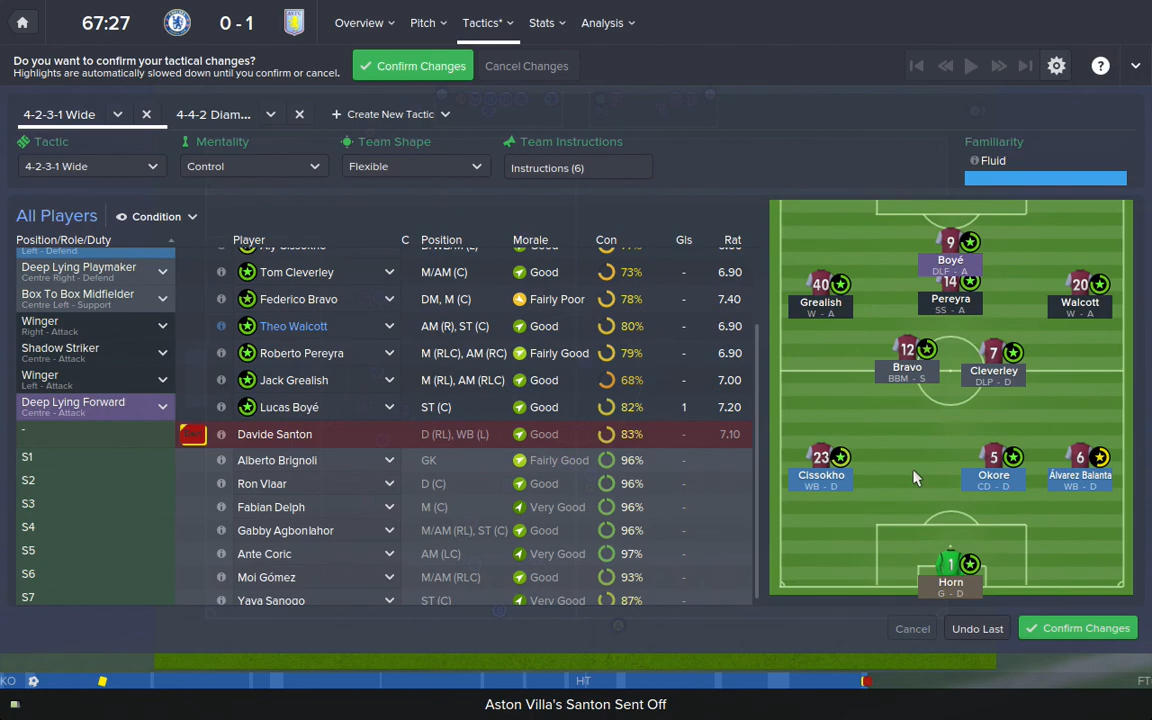 67:27
0 - 1
Overview
Pitch
Tactics*
Stats
Analysis
Do you want to confirm your tactical changes?
Highlights are automatically slowed down until you confirm or cancel.
Confirm Changes
Cancel Changes
?
4-2-3-1 Wide
4-4-2 Diam...
+ Create New Tactic
Tactic
Mentality
Team Shape
Team Instructions
Familiarity
4-2-3-1 Wide
Control
Flexible
Instructions (6)
Fluid
All Players
Condition
Position/Role/Duty
Player
C
Position
Morale
Con
Gls
Rat
Left - Defend
Aly Cissokho
Deep Lying Playmaker
Centre Right - Defend
Tom Cleverley
M/AM (C)
Good
73%
-
6.90
Box To Box Midfielder
Centre Left - Support
Federico Bravo
DM, M (C)
Fairly Poor
78%
-
7.40
Winger
Right - Attack
Theo Walcott
AM (R), ST (C)
Good
80%
-
6.90
Shadow Striker
Centre - Attack
Roberto Pereyra
M (RLC), AM (RC)
Fairly Good
79%
-
6.90
Winger
Left - Attack
Jack Grealish
M (RL), AM (RLC)
Good
68%
-
7.00
Deep Lying Forward
Centre - Attack
Lucas Boyé
ST (C)
Good
82%
1
7.20
-
Davide Santon
D (RL), WB (L)
Good
83%
-
7.10
S1
Alberto Brignoli
GK
Fairly Good
96%
-
S2
Ron Vlaar
D (C)
Good
96%
-
S3
Fabian Delph
M (C)
Very Good
96%
-
S4
Gabby Agbonlahor
M/AM (RL), ST (C)
Good
96%
-
S5
Ante Coric
AM (LC)
Very Good
97%
-
S6
Moi Gómez
M/AM (RLC)
Good
93%
-
S7
Yaya Sanogo
ST (C)
Very Good
87%
-
9
Boyé
DLF - A
40
Grealish
W - A
14
Pereyra
SS - A
20
Walcott
W - A
12
Bravo
BBM - S
7
Cleverley
DLP - D
23
Cissokho
WB - D
5
Okore
CD - D
6
Álvarez Balanta
WB - D
1
Horn
G - D
Cancel
Undo Last
Confirm Changes
KO
HT
FT
Aston Villa's Santon Sent Off